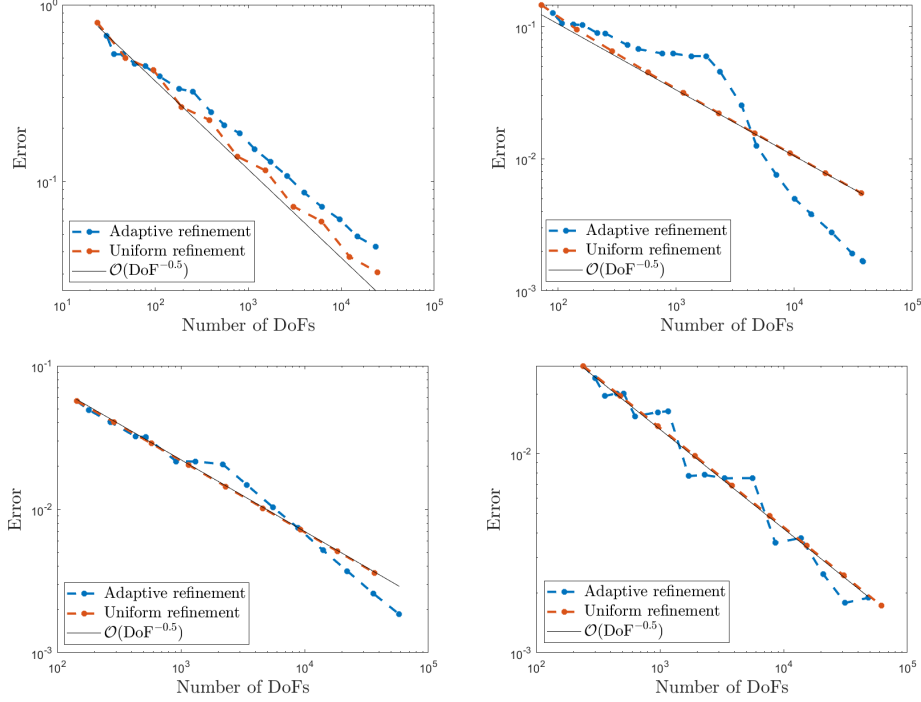 10^0
10^-1
Error
Adaptive refinement
Uniform refinement
O(DoF^-0.5)
10^1 10^2 10^3 10^4 10^5
Number of DoFs
10^-1
10^-2
10^-3
Error
Adaptive refinement
Uniform refinement
O(DoF^-0.5)
10^2 10^3 10^4 10^5
Number of DoFs
10^-1
10^-2
10^-3
Error
Adaptive refinement
Uniform refinement
O(DoF^-0.5)
10^2 10^3 10^4 10^5
Number of DoFs
10^-2
10^-3
Error
Adaptive refinement
Uniform refinement
O(DoF^-0.5)
10^2 10^3 10^4 10^5
Number of DoFs